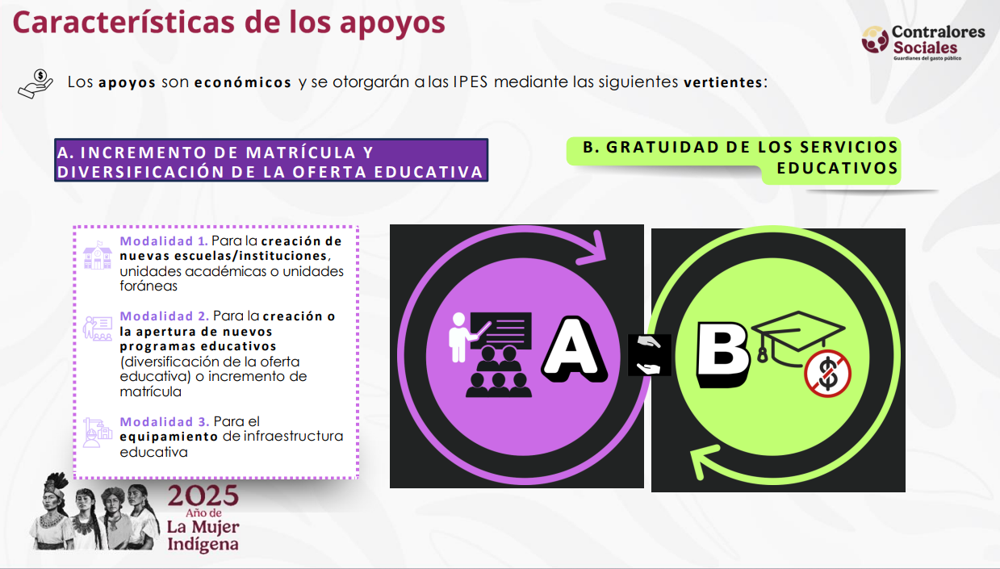 Características de los apoyos
Contralores
Sociales
Guardianes del gasto público
Los apoyos son económicos y se otorgarán a las IPES mediante las siguientes vertientes:
A. INCREMENTO DE MATRÍCULA Y
DIVERSIFICACIÓN DE LA OFERTA EDUCATIVA
B. GRATUIDAD DE LOS SERVICIOS
EDUCATIVOS
Modalidad 1. Para la creación de
nuevas escuelas/instituciones,
unidades académicas o unidades
foráneas
Modalidad 2. Para la creación o
la apertura de nuevos
programas educativos
(diversificación de la oferta
educativa) o incremento de
matrícula
Modalidad 3. Para el
equipamiento de infraestructura
educativa
A
B
$
$
2025
Año de
La Mujer
Indígena